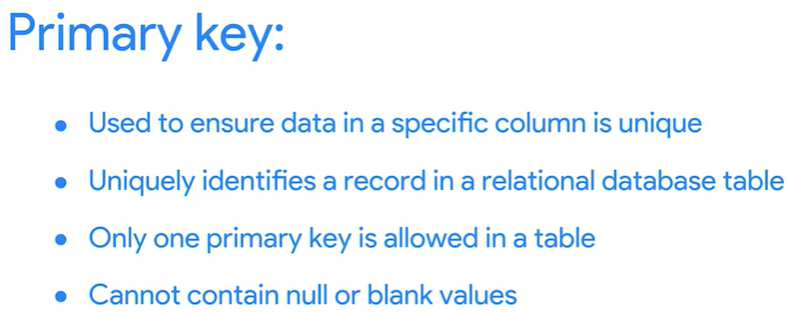 Primary key:
• Used to ensure data in a specific column is unique
• Uniquely identifies a record in a relational database table
• Only one primary key is allowed in a table
• Cannot contain null or blank values